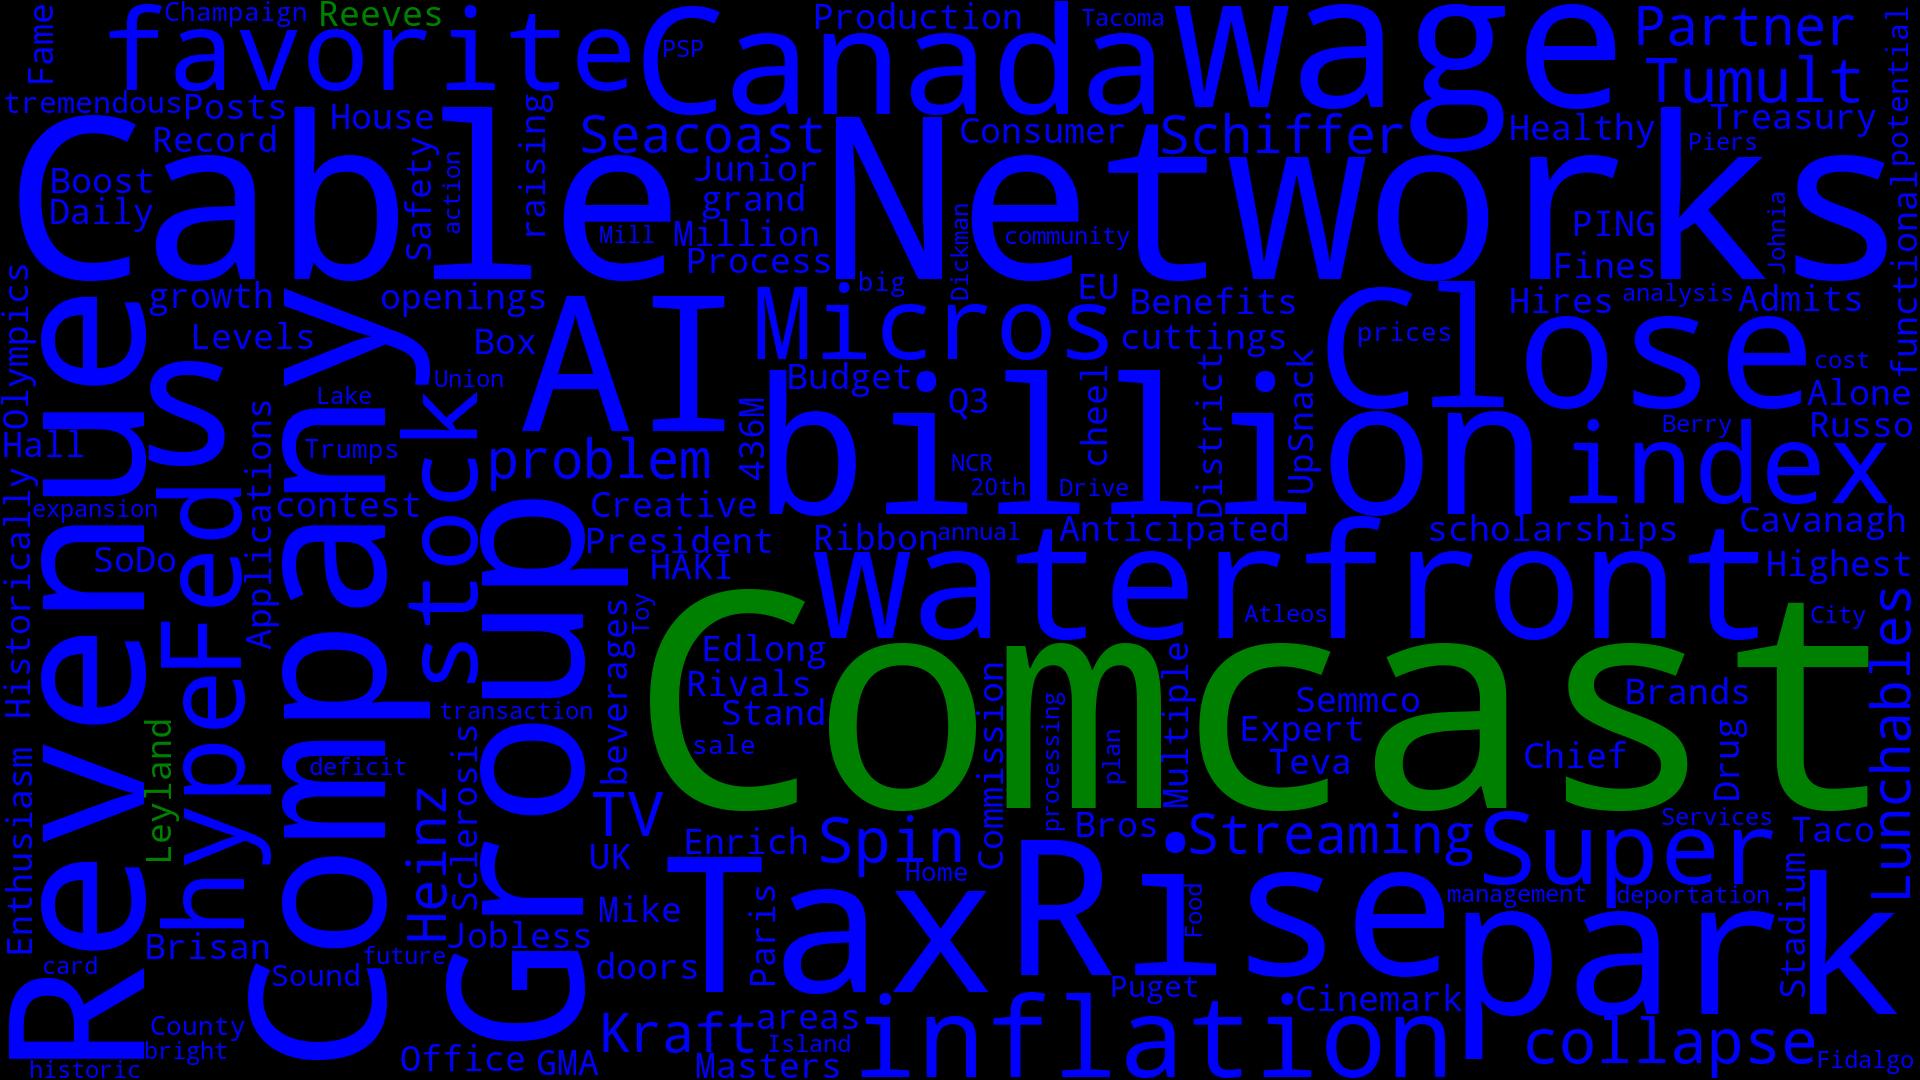 Champaign Reeves
Fame
favorite
PSP
Canada
Production
Tacoma
Wage
Partner
Tumult
potential
tremendous
Posts
House
raising
Seacoast
Consumer
Schiffer
Healthy
Treasury
Piers
Record
Cable Networks
Boost
Daily
Safety
action
Junior
grand
Mill
Million
Process
Dickman
community
PING
Fines
Johnia
functional
Olympics
growth
openings
big
EU
Benefits
Hires
analysis
Admits
Levels
Box
AI
Micros
cuttings
Close
prices
cost
Union
Budget
Lake
Q3
cheel
District
UpSnack
Alone
Russo
Berry
Hall
Us
Trumps
stock
problem
436M
billion
index
NCR
20th
Drive
Historically
expansion
Applications
contest
Creative
President
Ribbon
annual
Anticipated
scholarships
Cavanagh
SoDo
HAKI
Waterfront
Highest
Revenue
hypeFed
Company
Group
Toy
Atleos
City
beverages
Edlong
Rivals
Stand
sale
Comcast
Commission
processing
plan
Multiple
Semmco
Expert
Teva
Brands
Chief
Drug
Lunchables
Leyland
transaction
Enthusiasm
deficit
Heinz
Sclerosis
TV
UK
Enrich
Spin
Home
Bros
Streaming
Super
Services
Taco
Mike
Tax
Rise
Food
management
deportation
Stadium
park
Brisan
card
Sound
future
Jobless
doors
Paris
Puget
Cinemark
County
bright
historic
Office
GMA
Kraft
areas
Island
Masters
inflation
collapse
Fidalgo